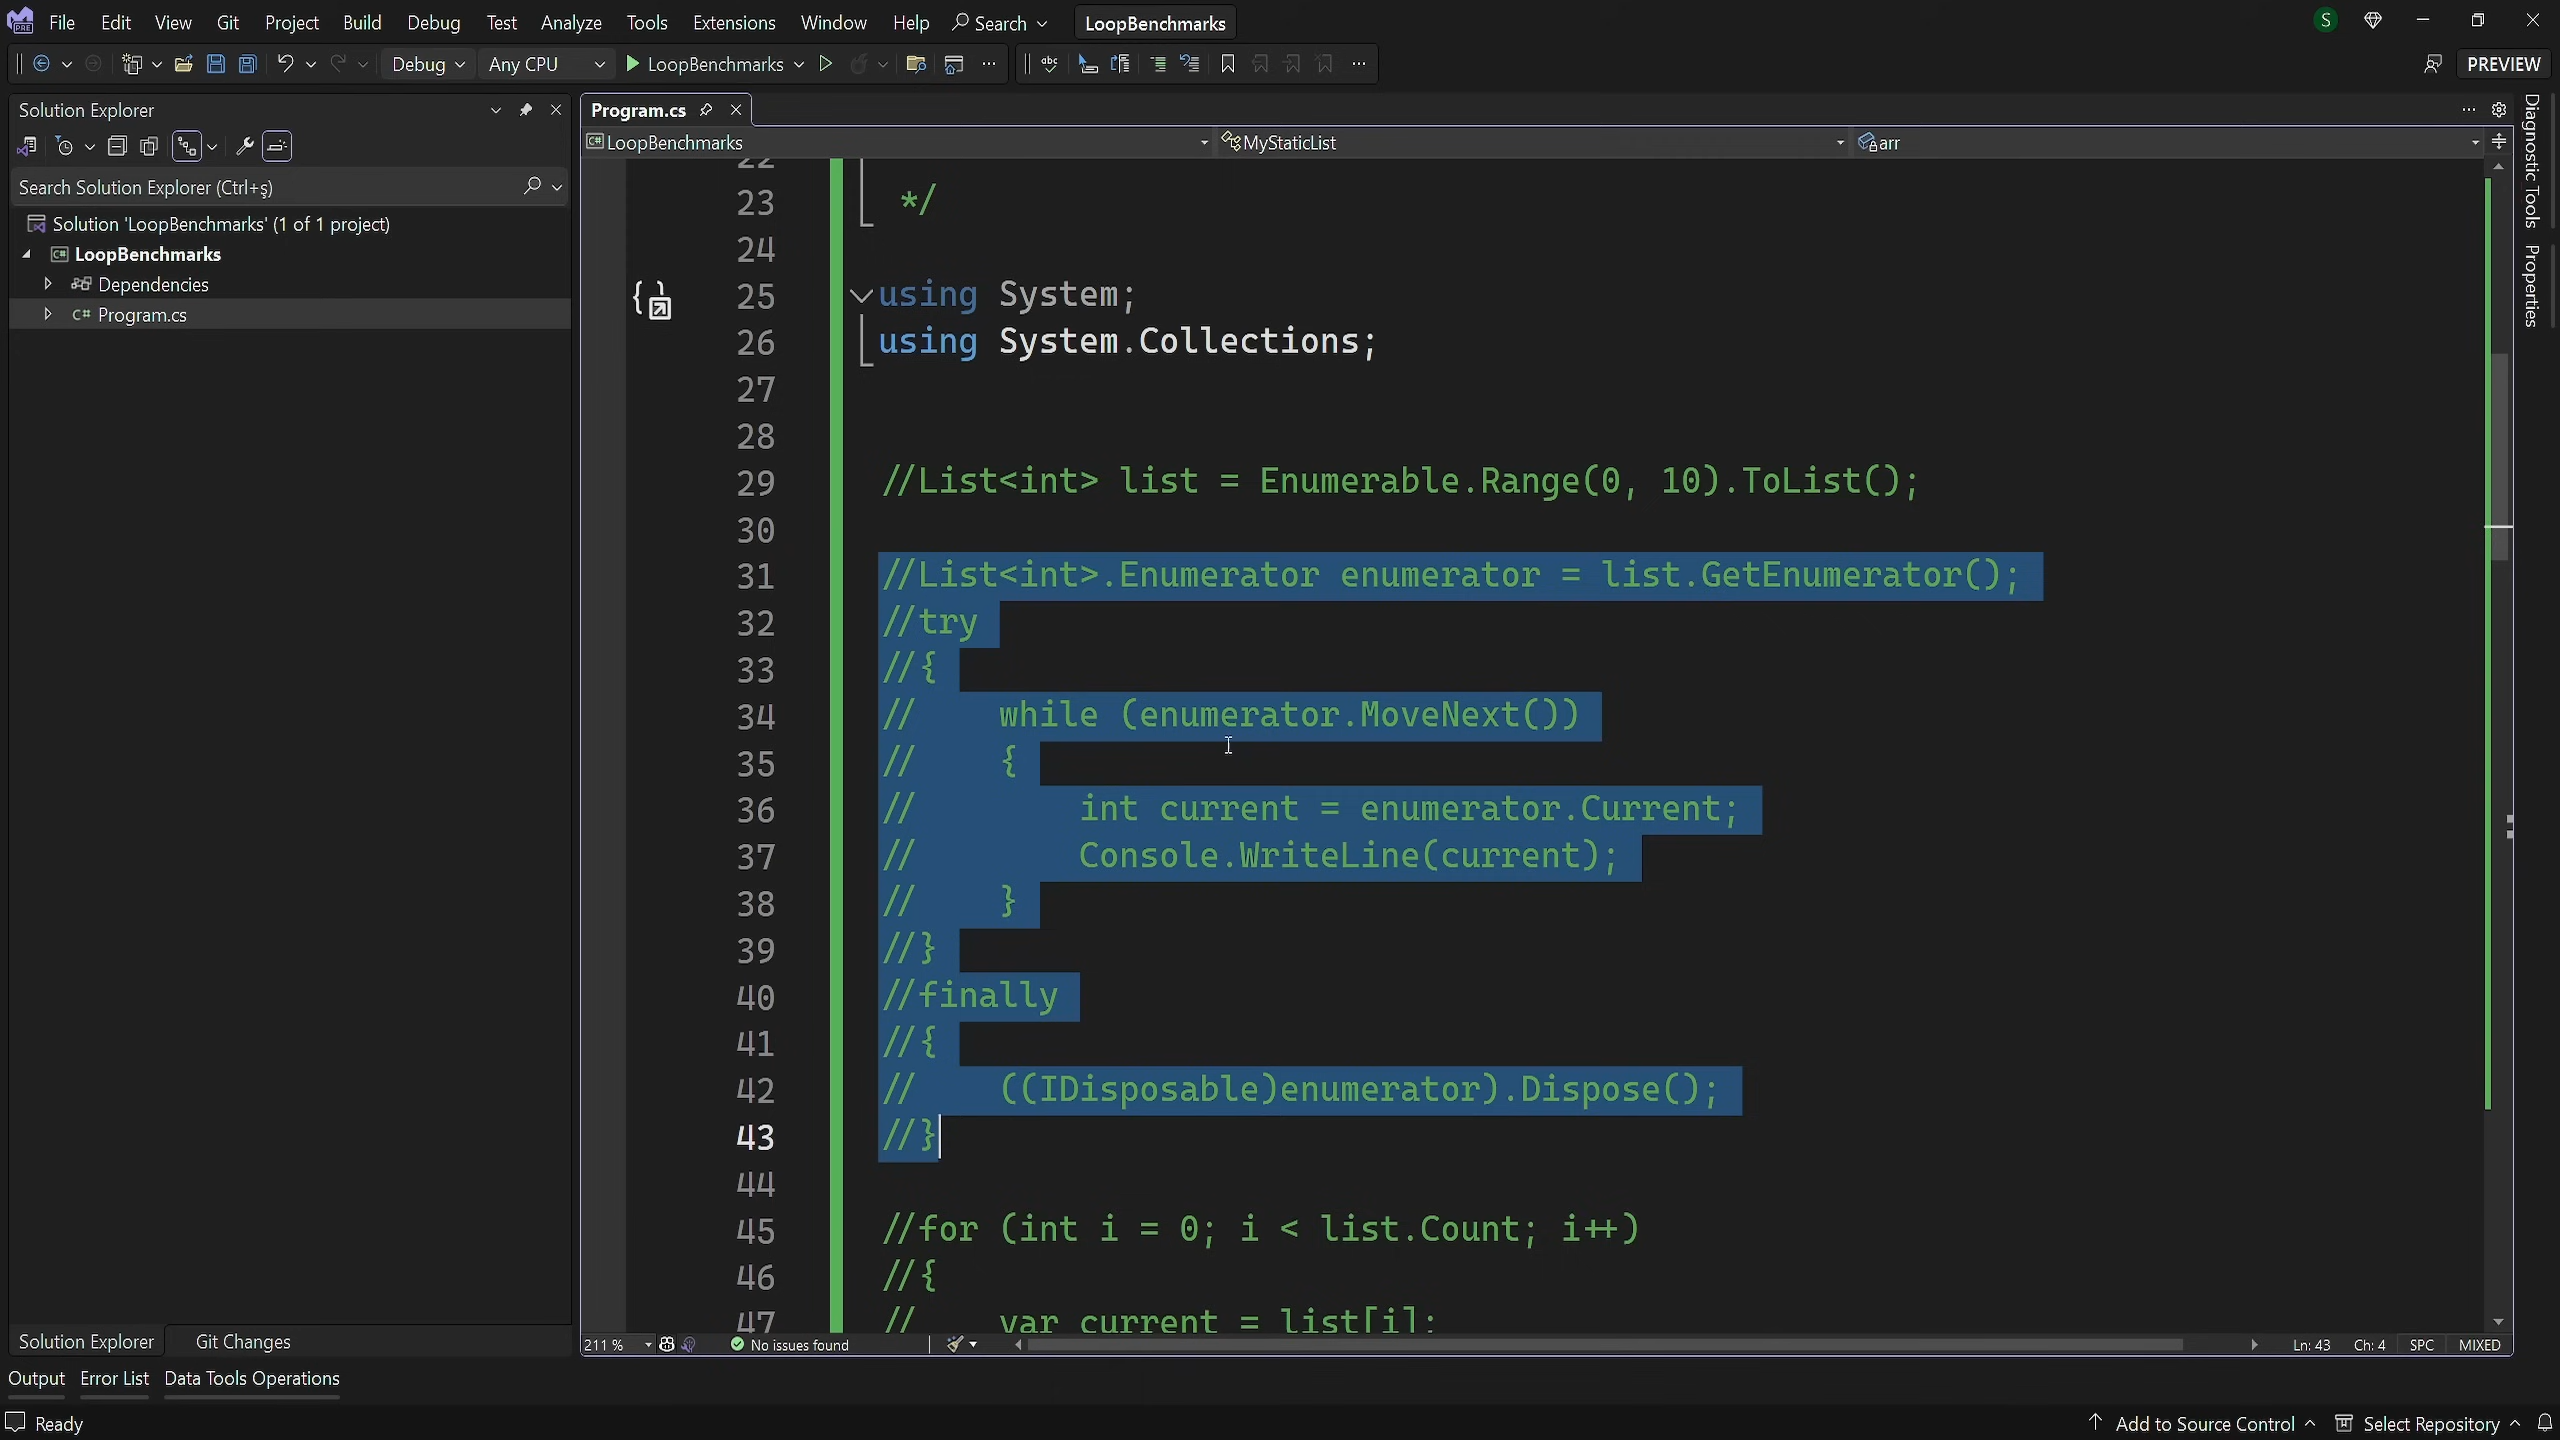 File Edit View Git Project Build Debug Test Analyze Tools Extensions Window Help Search LoopBenchmarks S
Debug Any CPU LoopBenchmarks PREVIEW
Solution Explorer
Search Solution Explorer (Ctrl+ş)
Solution 'LoopBenchmarks' (1 of 1 project)
LoopBenchmarks
Dependencies
C# Program.cs
Program.cs
LoopBenchmarks MyStaticList arr
22
23 */
24
25 using System;
26 using System.Collections;
27
28
29 //List<int> list = Enumerable.Range(0, 10).ToList();
30
31 //List<int>.Enumerator enumerator = list.GetEnumerator();
32 //try
33 //{
34 // while (enumerator.MoveNext())
35 // {
36 // int current = enumerator.Current;
37 // Console.WriteLine(current);
38 // }
39 //}
40 //finally
41 //{
42 // ((IDisposable)enumerator).Dispose();
43 //}
44
45 //for (int i = 0; i < list.Count; i++)
46 //{
47 // var current = list[i];
Diagnostic Tools
Properties
Solution Explorer Git Changes
211 % No issues found Ln: 43 Ch: 4 SPC MIXED
Output Error List Data Tools Operations
Ready Add to Source Control Select Repository